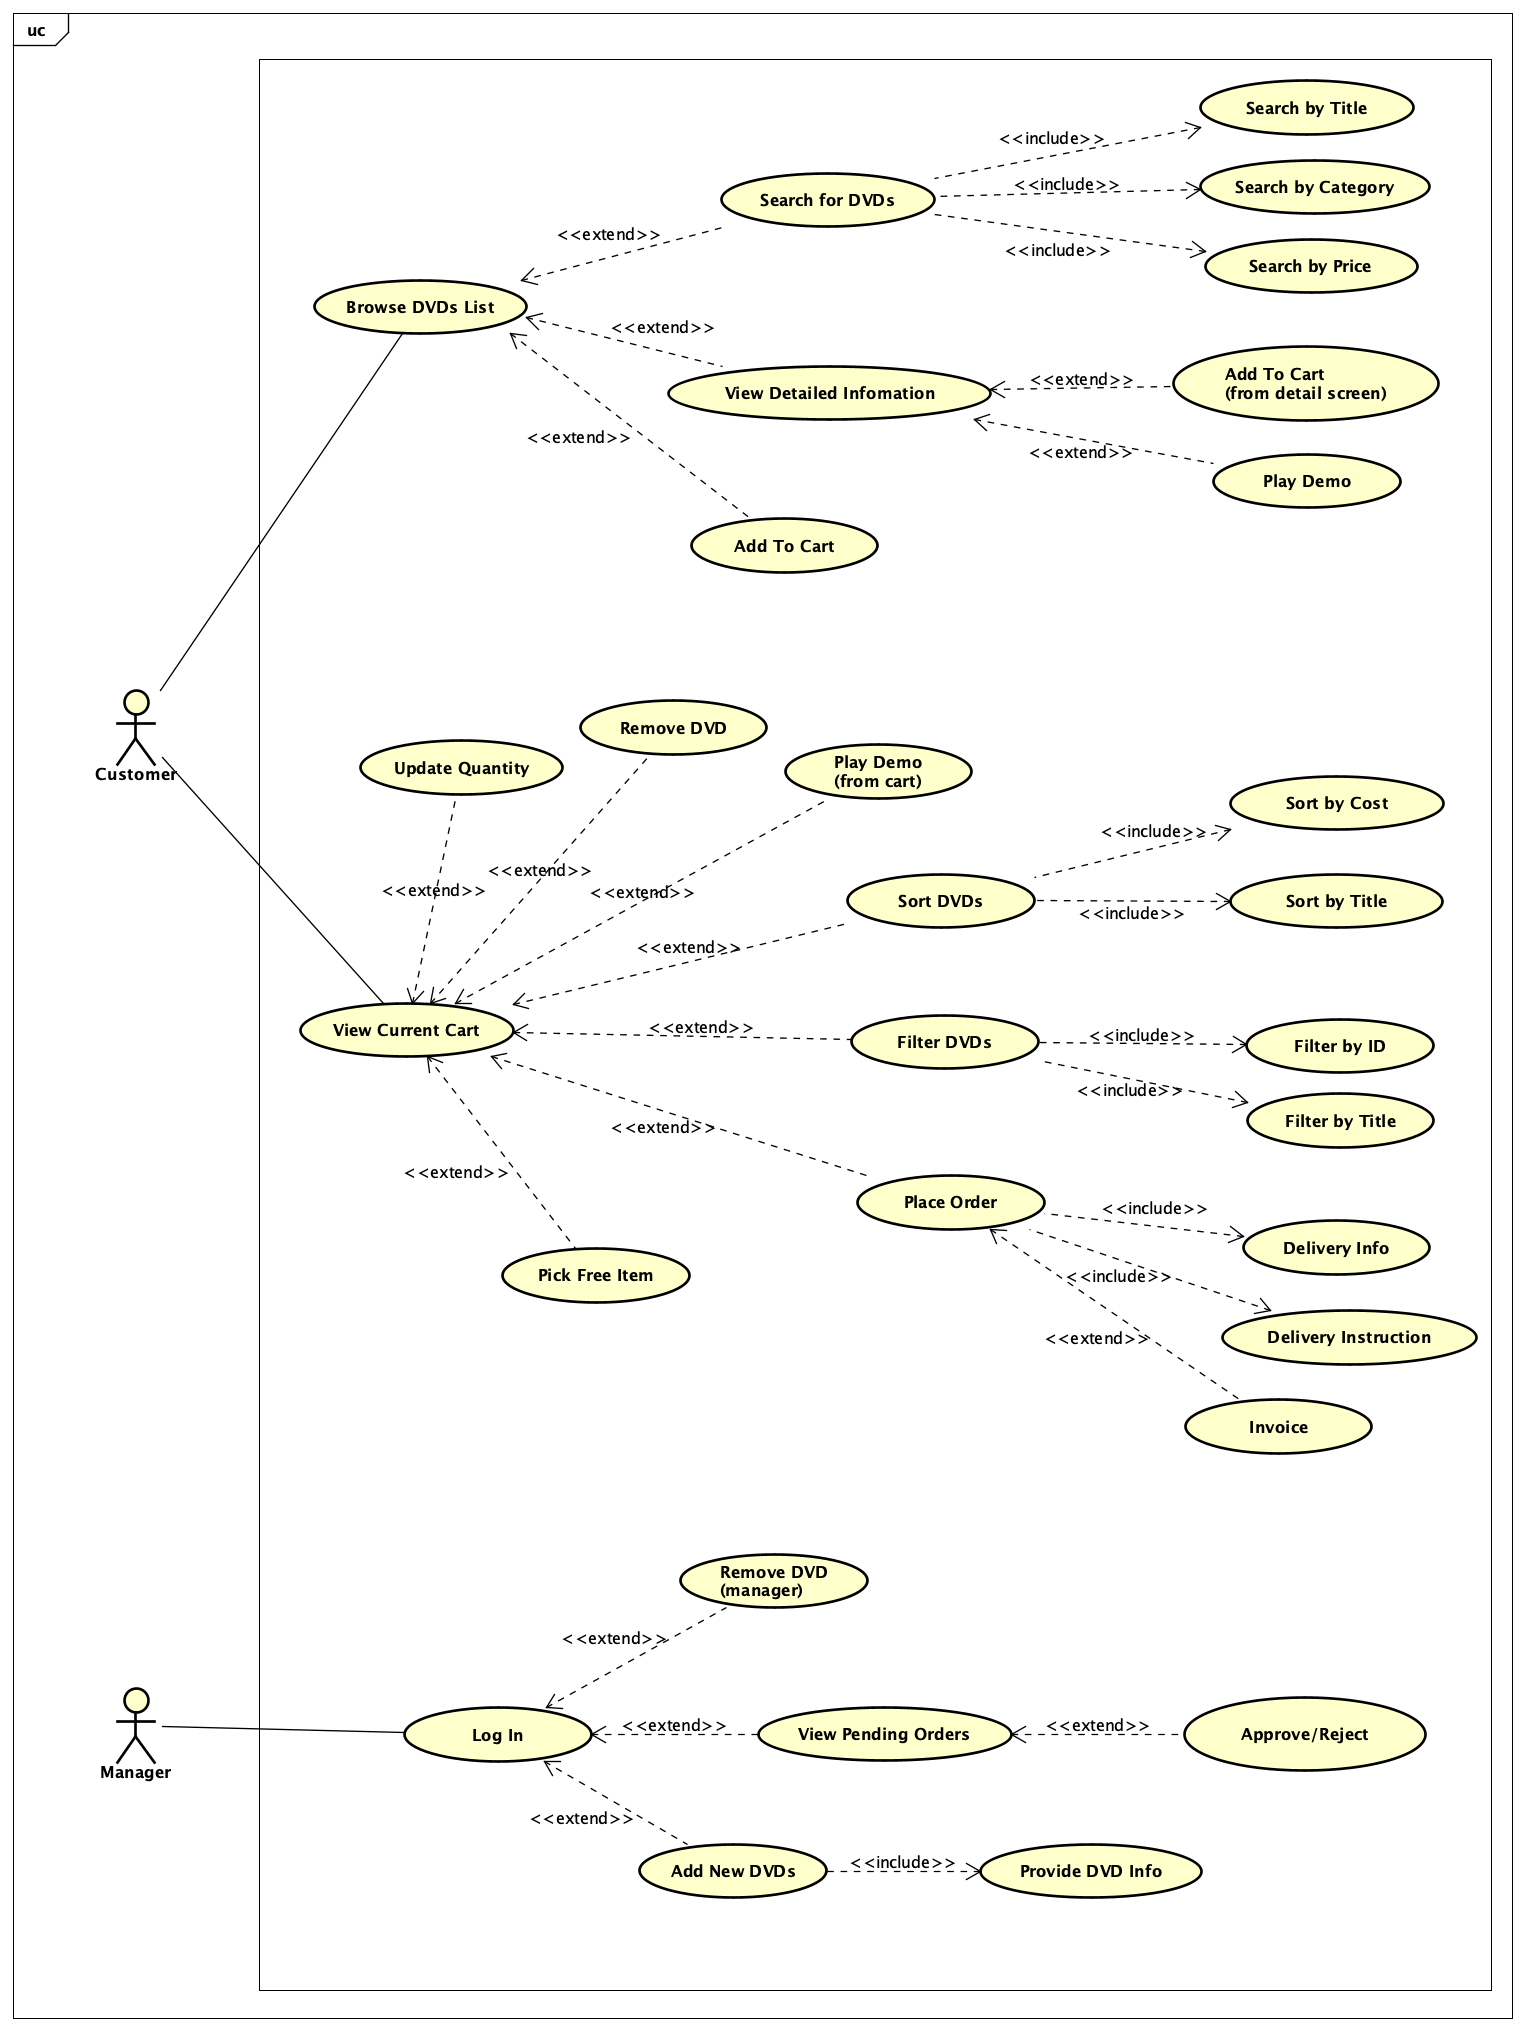 uc
Search by Title
<<include>>
Search by Category
<<include>>
Search for DVDs
<<extend>>
<<include>>
Search by Price
Browse DVDs List
<<extend>>
Add To Cart
(from detail screen)
<<extend>>
View Detailed Infomation
<<extend>>
<<extend>>
Play Demo
Add To Cart
Remove DVD
Update Quantity
Play Demo
(from cart)
Customer
Sort by Cost
<<include>>
<<extend>>
<<extend>>
<<extend>>
Sort DVDs
Sort by Title
<<include>>
<<extend>>
View Current Cart
<<extend>>
Filter DVDs
<<include>>
Filter by ID
<<include>>
Filter by Title
<<extend>>
<<extend>>
Place Order
<<include>>
Delivery Info
Pick Free Item
<<include>>
Delivery Instruction
<<extend>>
Invoice
Remove DVD
(manager)
<<extend>>
Manager
Log In
<<extend>>
View Pending Orders
<<extend>>
Approve/Reject
<<extend>>
Add New DVDs
<<include>>
Provide DVD Info